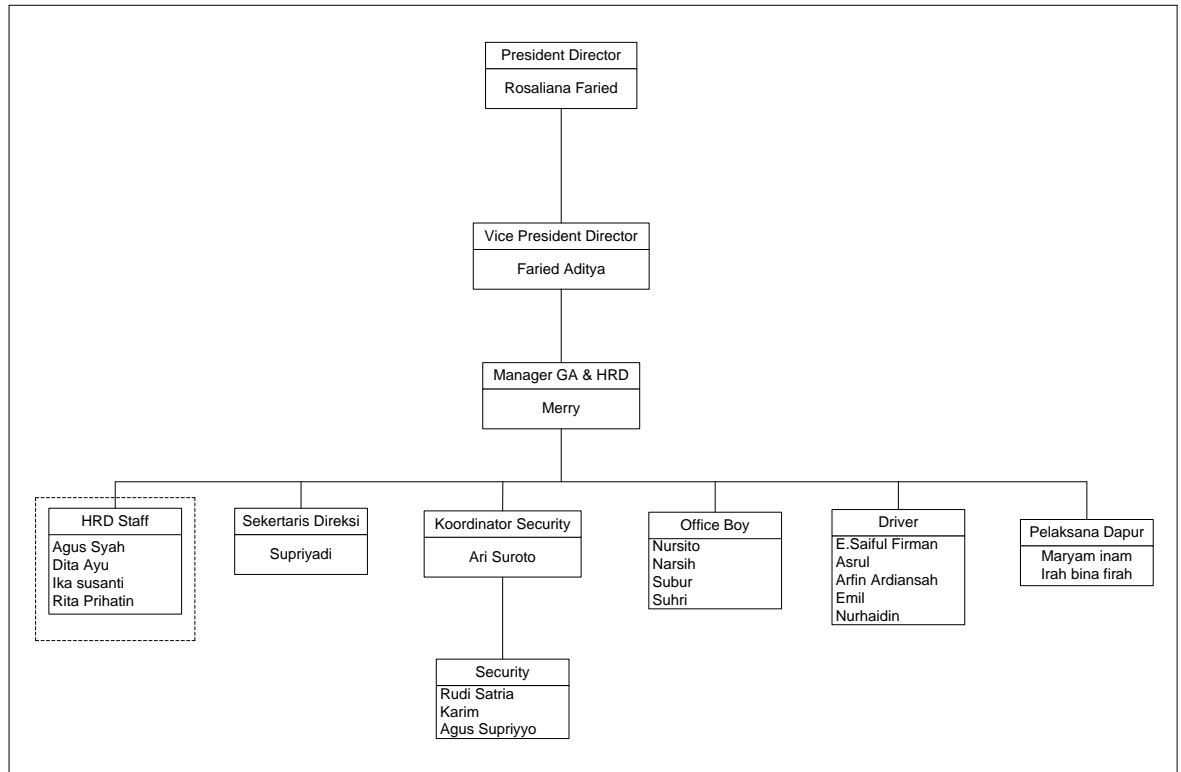 President Director
Rosaliana Faried
Vice President Director
Faried Aditya
Manager GA & HRD
Merry
HRD Staff
Agus Syah
Dita Ayu
Ika susanti
Rita Prihatin
Sekertaris Direksi
Supriyadi
Koordinator Security
Ari Suroto
Office Boy
Nursito
Narsih
Subur
Suhri
Driver
E.Saiful Firman
Asrul
Arfin Ardiansah
Emil
Nurhaidin
Pelaksana Dapur
Maryam inam
Irah bina firah
Security
Rudi Satria
Karim
Agus Supriyyo